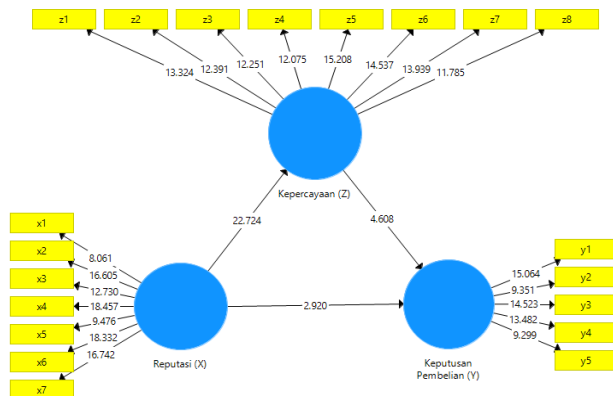 z1
z2
z3
z4
z5
z6
z7
z8
13.324
12.391
12.251
12.075
15.208
14.537
13.939
11.785
Kepercayaan (Z)
22.724
4.608
x1
x2
x3
x4
x5
x6
x7
8.061
16.605
12.730
18.457
9.476
18.332
16.742
Reputasi (X)
2.920
Keputusan
Pembelian (Y)
15.064
9.351
14.523
13.482
9.299
y1
y2
y3
y4
y5